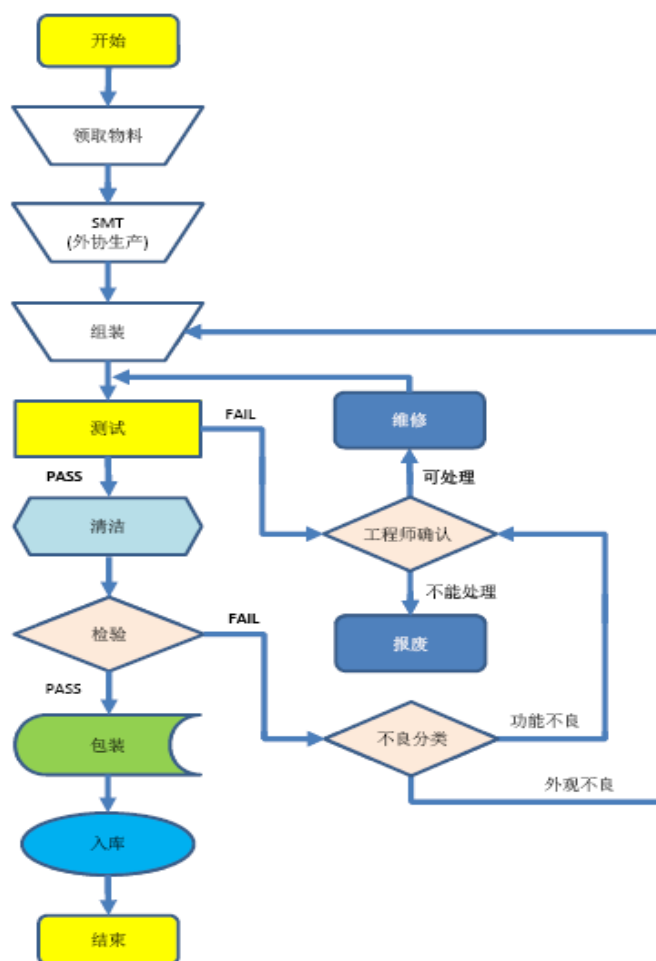 开始
领取物料
SMT
(外协生产)
组装
测试
FAIL
维修
PASS
可处理
清洁
工程师确认
不能处理
检验
FAIL
报废
PASS
包装
不良分类
功能不良
外观不良
入库
结束